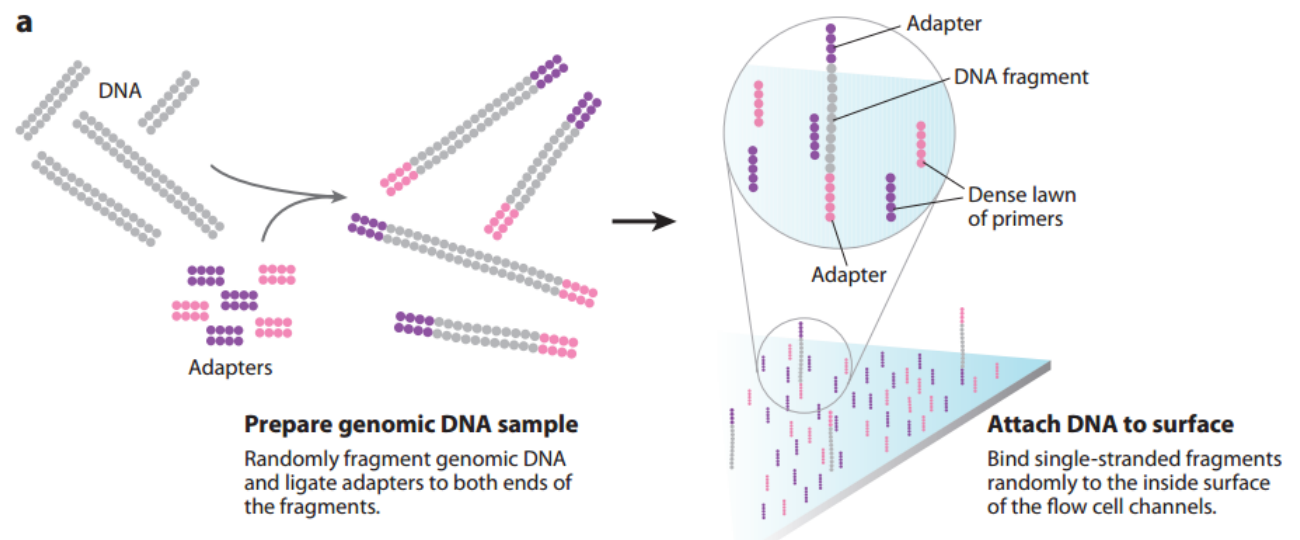 a
DNA
Adapters
Prepare genomic DNA sample
Randomly fragment genomic DNA
and ligate adapters to both ends of
the fragments.
Adapter
DNA fragment
Dense lawn
of primers
Adapter
Attach DNA to surface
Bind single-stranded fragments
randomly to the inside surface
of the flow cell channels.